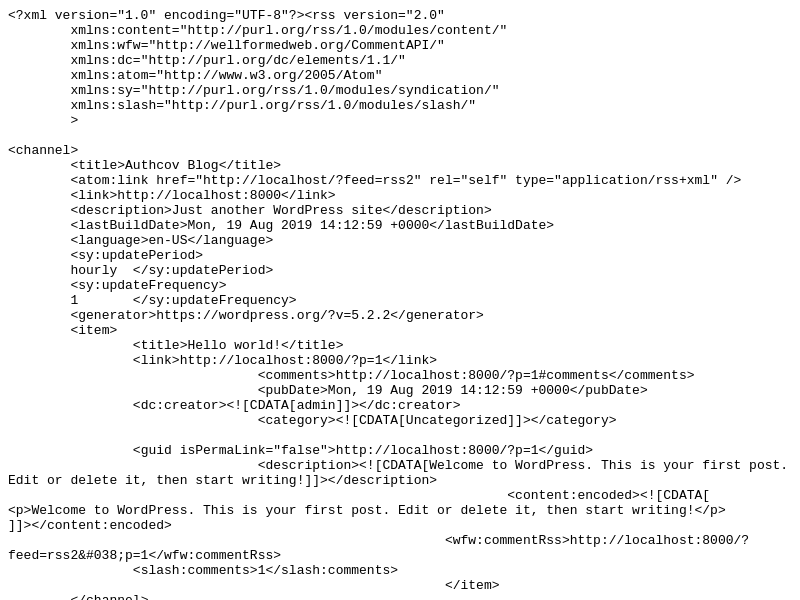 <?xml version="1.0" encoding="UTF-8"?><rss version="2.0"
	xmlns:content="http://purl.org/rss/1.0/modules/content/"
	xmlns:wfw="http://wellformedweb.org/CommentAPI/"
	xmlns:dc="http://purl.org/dc/elements/1.1/"
	xmlns:atom="http://www.w3.org/2005/Atom"
	xmlns:sy="http://purl.org/rss/1.0/modules/syndication/"
	xmlns:slash="http://purl.org/rss/1.0/modules/slash/"
	>

<channel>
	<title>Authcov Blog</title>
	<atom:link href="http://localhost/?feed=rss2" rel="self" type="application/rss+xml" />
	<link>http://localhost:8000</link>
	<description>Just another WordPress site</description>
	<lastBuildDate>Mon, 19 Aug 2019 14:12:59 +0000</lastBuildDate>
	<language>en-US</language>
	<sy:updatePeriod>
	hourly	</sy:updatePeriod>
	<sy:updateFrequency>
	1	</sy:updateFrequency>
	<generator>https://wordpress.org/?v=5.2.2</generator>
	<item>
		<title>Hello world!</title>
		<link>http://localhost:8000/?p=1</link>
				<comments>http://localhost:8000/?p=1#comments</comments>
				<pubDate>Mon, 19 Aug 2019 14:12:59 +0000</pubDate>
		<dc:creator><![CDATA[admin]]></dc:creator>
				<category><![CDATA[Uncategorized]]></category>

		<guid isPermaLink="false">http://localhost:8000/?p=1</guid>
				<description><![CDATA[Welcome to WordPress. This is your first post.
Edit or delete it, then start writing!]]></description>
								<content:encoded><![CDATA[
<p>Welcome to WordPress. This is your first post. Edit or delete it, then start writing!</p>
]]></content:encoded>
							<wfw:commentRss>http://localhost:8000/?
feed=rss2&#038;p=1</wfw:commentRss>
		<slash:comments>1</slash:comments>
							</item>
	</channel>